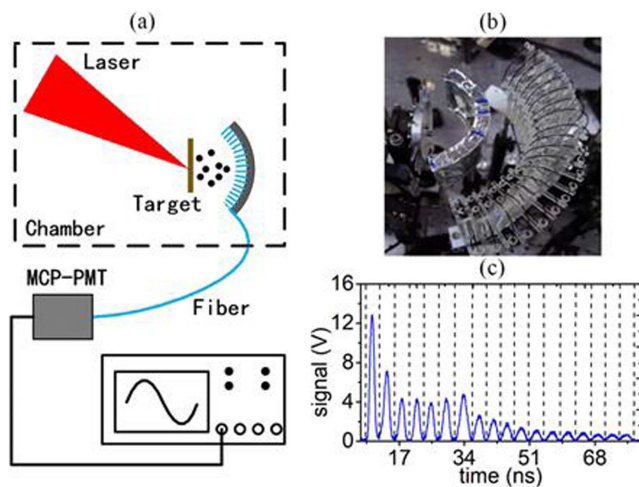 (a)
Laser
Target
Chamber
MCP-PMT
Fiber
(b)
(c)
signal (V)
16
12
8
4
0
17
34
51
68
time (ns)